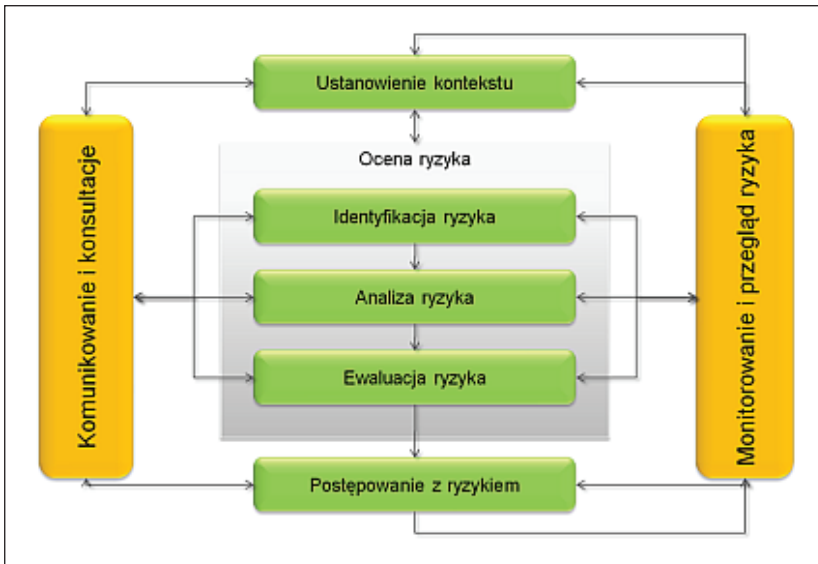 Ustanowienie kontekstu
Ocena ryzyka
Identyfikacja ryzyka
Analiza ryzyka
Ewaluacja ryzyka
Postępowanie z ryzykiem
Komunikowanie i konsultacje
Monitorowanie i przegląd ryzyka